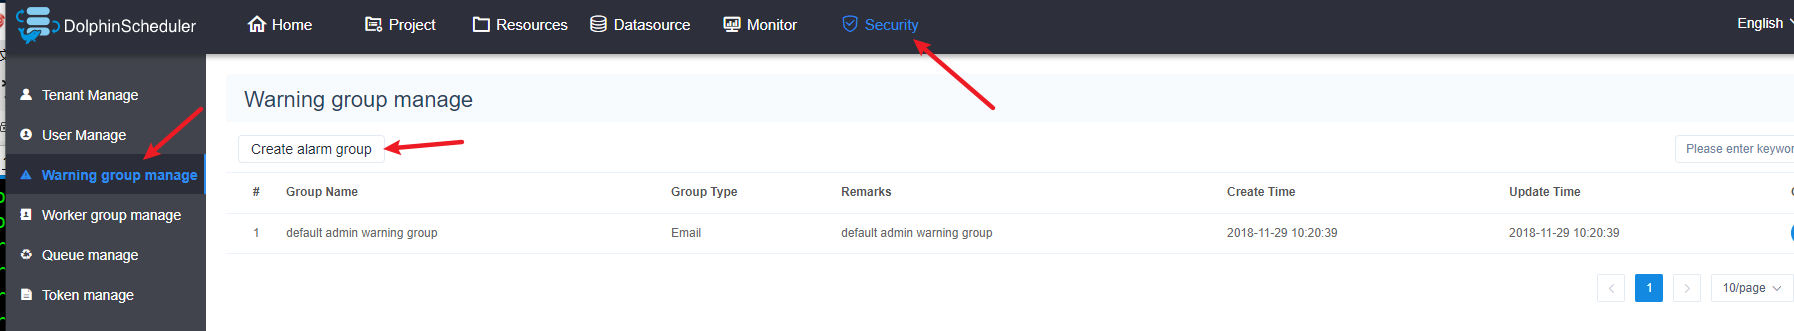 DolphinScheduler
Home Project Resources Datasource Monitor Security English
Tenant Manage
User Manage
Warning group manage
Worker group manage
Queue manage
Token manage
Warning group manage
Create alarm group
Please enter keywor
# Group Name Group Type Remarks Create Time Update Time
1 default admin warning group Email default admin warning group 2018-11-29 10:20:39 2018-11-29 10:20:39
1 10/page